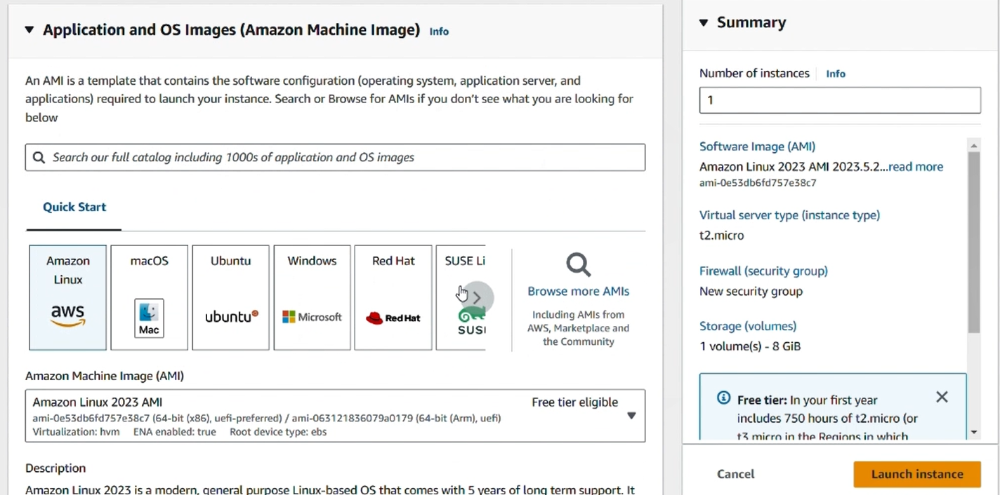 Application and OS Images (Amazon Machine Image) Info
An AMI is a template that contains the software configuration (operating system, application server, and
applications) required to launch your instance. Search or Browse for AMIs if you don't see what you are looking for
below
Search our full catalog including 1000s of application and OS images
Quick Start
Amazon
Linux
aws
macOS
Mac
Ubuntu
ubuntu
Windows
Microsoft
Red Hat
Red Hat
SUSE Li
SUS
Browse more AMIs
Including AMIs from
AWS, Marketplace and
the Community
Amazon Machine Image (AMI)
Amazon Linux 2023 AMI
Free tier eligible
ami-0e53db6fd757e38c7 (64-bit (x86), uefi-preferred) / ami-063121836079a0179 (64-bit (Arm), uefi)
Virtualization: hvm ENA enabled: true Root device type: ebs
Description
Amazon Linux 2023 is a modern, general purpose Linux-based OS that comes with 5 years of long term support. It
Summary
Number of instances Info
1
Software Image (AMI)
Amazon Linux 2023 AMI 2023.5.2...read more
ami-0e53db6fd757e38c7
Virtual server type (instance type)
t2.micro
Firewall (security group)
New security group
Storage (volumes)
1 volume(s) - 8 GiB
Free tier: In your first year
includes 750 hours of t2.micro (or
t3.micro in the Regions in which
Cancel
Launch instance